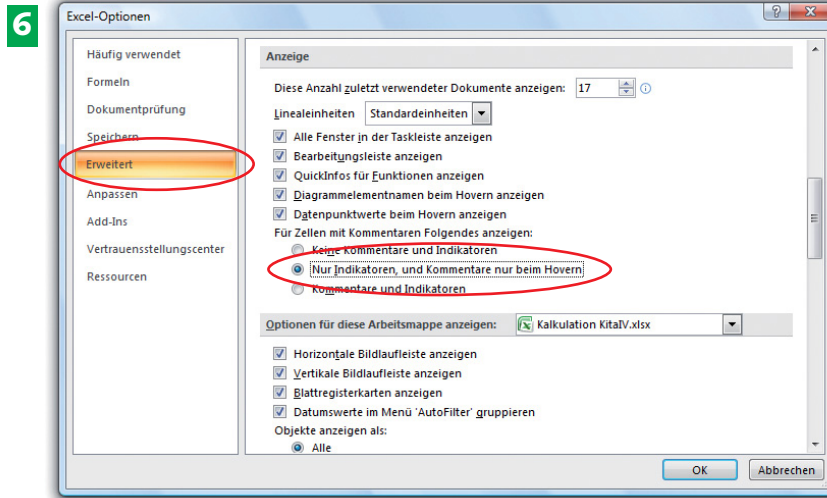 6
Excel-Optionen
Häufig verwendet
Formeln
Dokumentprüfung
Speichern
Erweitert
Anpassen
Add-Ins
Vertrauensstellungscenter
Ressourcen
Anzeige
Diese Anzahl zuletzt verwendeter Dokumente anzeigen: 17
Linealeinheiten Standardeinheiten
Alle Fenster in der Taskleiste anzeigen
Bearbeitungsleiste anzeigen
QuickInfos für Funktionen anzeigen
Diagrammelementnamen beim Hovern anzeigen
Datenpunktwerte beim Hovern anzeigen
Für Zellen mit Kommentaren Folgendes anzeigen:
Keine Kommentare und Indikatoren
Nur Indikatoren, und Kommentare nur beim Hovern
Kommentare und Indikatoren
Optionen für diese Arbeitsmappe anzeigen: Kalkulation KitaIV.xlsx
Horizontale Bildlaufleiste anzeigen
Vertikale Bildlaufleiste anzeigen
Blattregisterkarten anzeigen
Datumswerte im Menü 'AutoFilter' gruppieren
Objekte anzeigen als:
Alle
OK Abbrechen